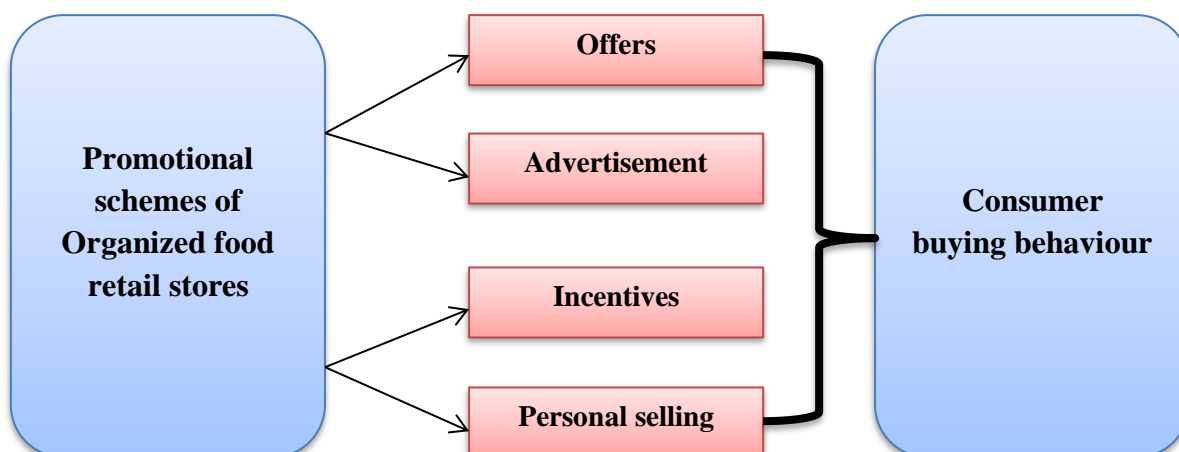 Promotional
schemes of
Organized food
retail stores
Offers
Advertisement
Incentives
Personal selling
Consumer
buying behaviour